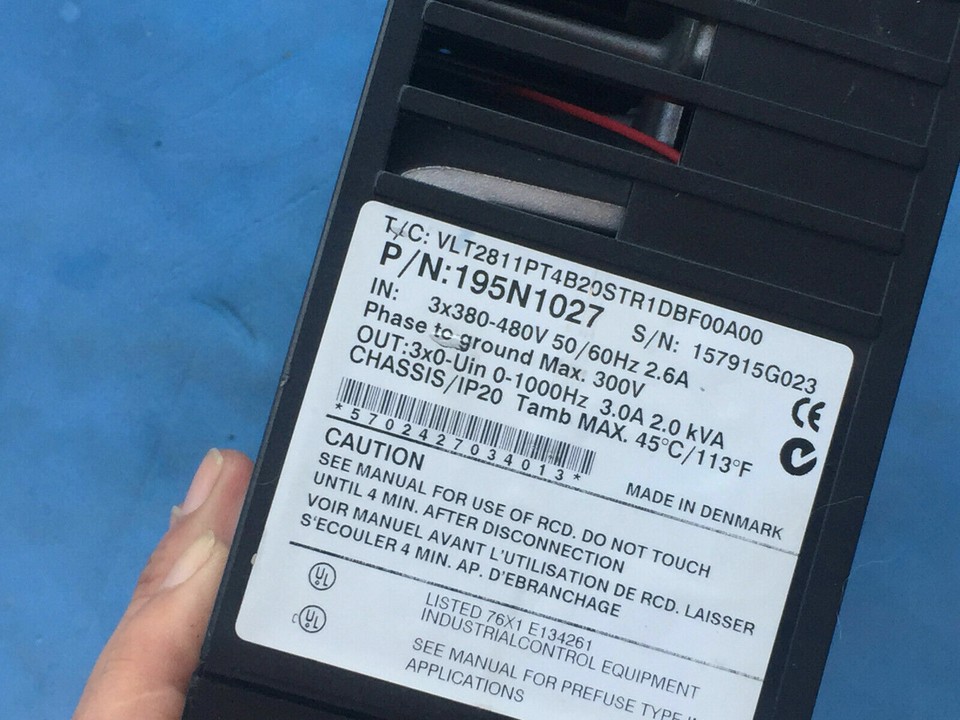 T/C: VLT2811PT4B20STR1DBF00A00
P/N:195N1027 S/N: 157915G023
IN: 3x380-480V 50/60Hz 2.6A
Phase to ground Max. 300V
OUT:3x0-Uin 0-1000Hz 3.0A 2.0 kVA
CHASSIS/IP20 Tamb MAX. 45°C/113°F
*5702427034013*
MADE IN DENMARK
CAUTION
SEE MANUAL FOR USE OF RCD. DO NOT TOUCH
UNTIL 4 MIN. AFTER DISCONNECTION
VOIR MANUEL AVANT L'UTILISATION DE RCD. LAISSER
S'ECOULER 4 MIN. AP. D'EBRANCHAGE
UL
c UL
LISTED 76X1 E134261
INDUSTRIALCONTROL EQUIPMENT
SEE MANUAL FOR PREFUSE TYPE
APPLICATIONS